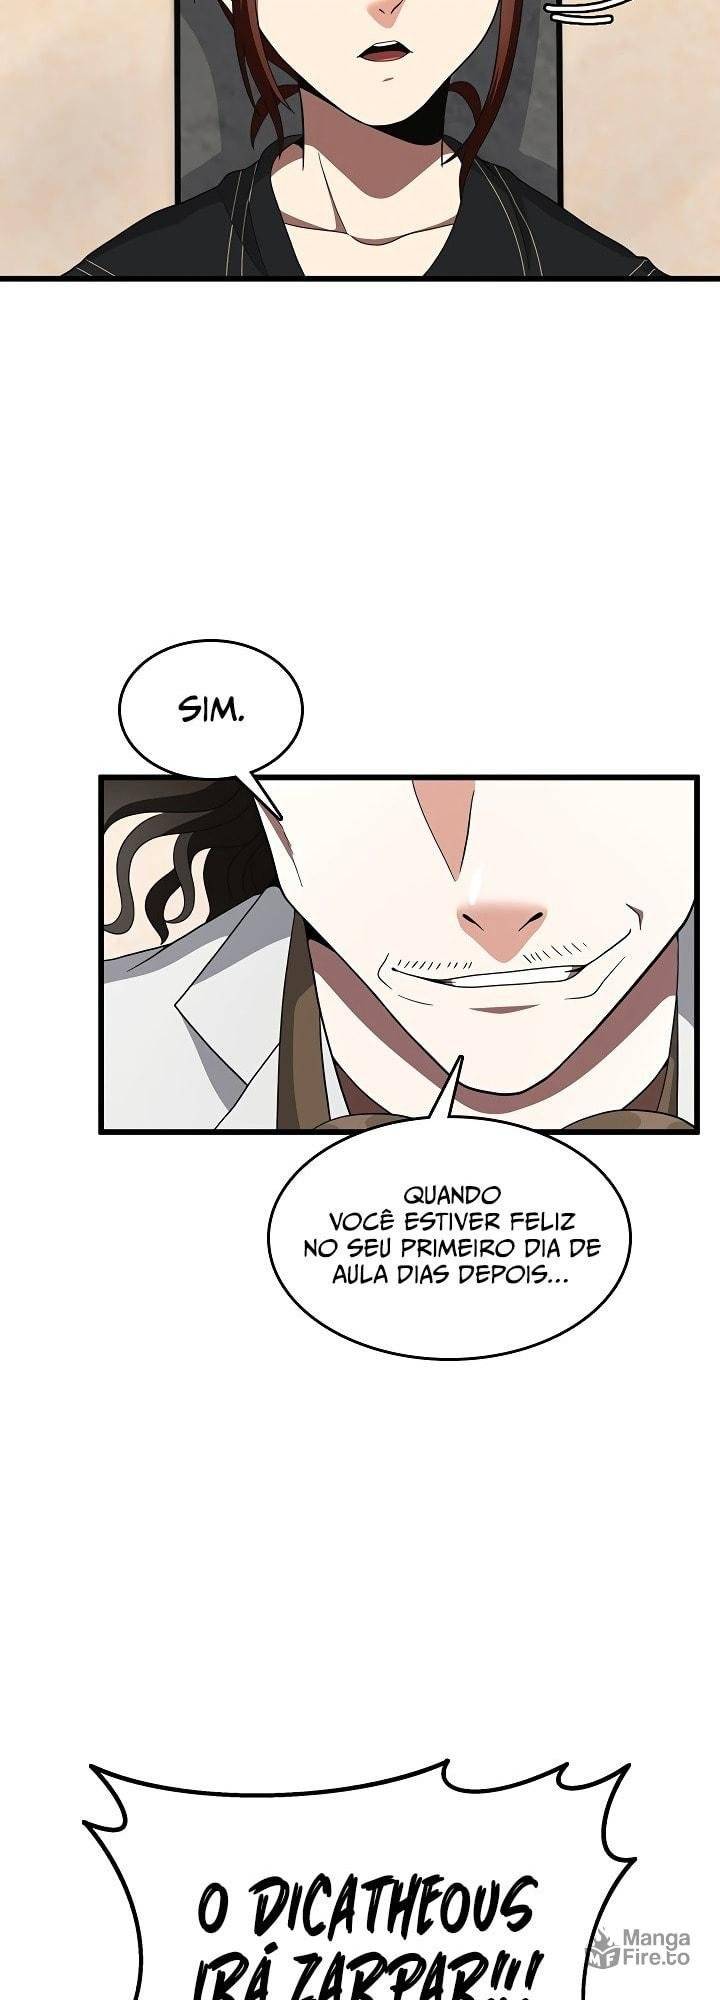 SIM.
QUANDO
VOCÊ ESTIVER FELIZ
NO SEU PRIMEIRO DIA DE
AULA DIAS DEPOIS...
O DICATHEOUS
IRÁ ZARPAR!!!
Manga
Fire.to